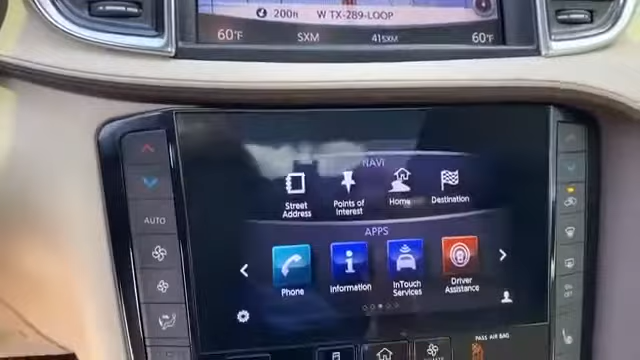 200ft W TX-289-LOOP
60°F SXM 41SXM 60°F
NAVI
Street Address
Points of Interest
Home
Destination
AUTO
APPS
Phone
Information
InTouch Services
Driver Assistance
PASS AIR BAG